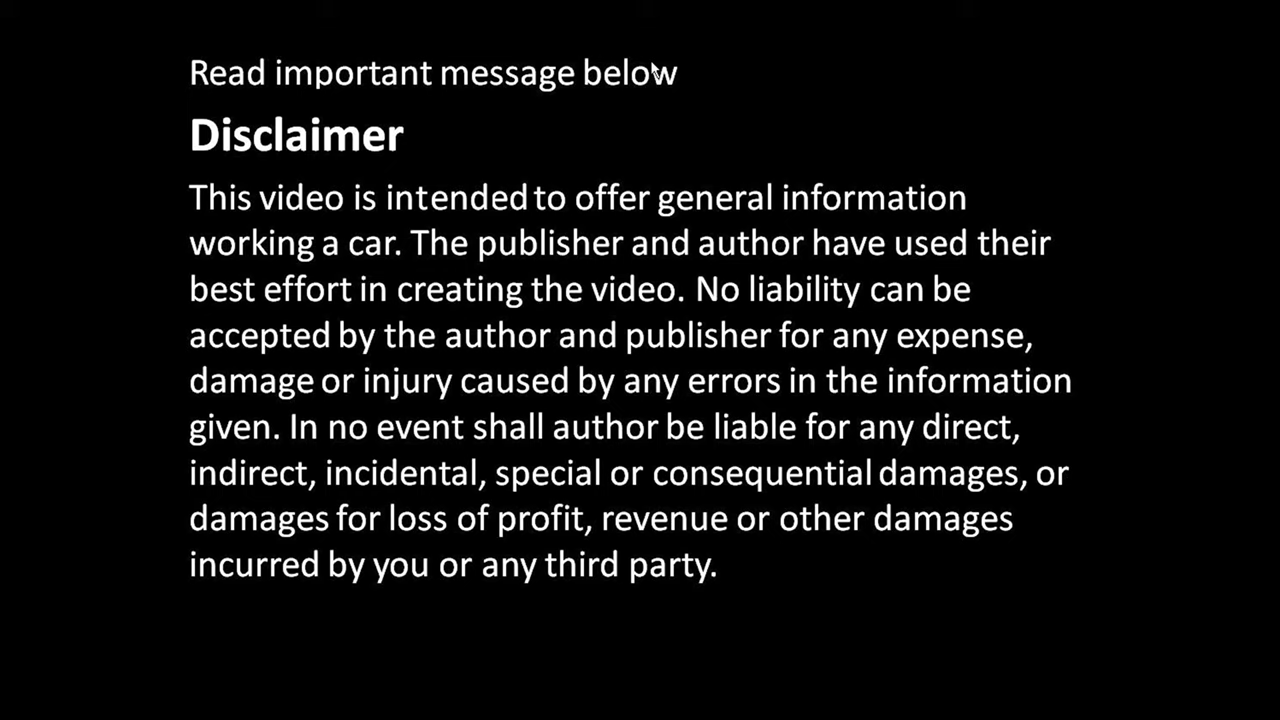 Read important message below
Disclaimer
This video is intended to offer general information
working a car. The publisher and author have used their
best effort in creating the video. No liability can be
accepted by the author and publisher for any expense,
damage or injury caused by any errors in the information
given. In no event shall author be liable for any direct,
indirect, incidental, special or consequential damages, or
damages for loss of profit, revenue or other damages
incurred by you or any third party.